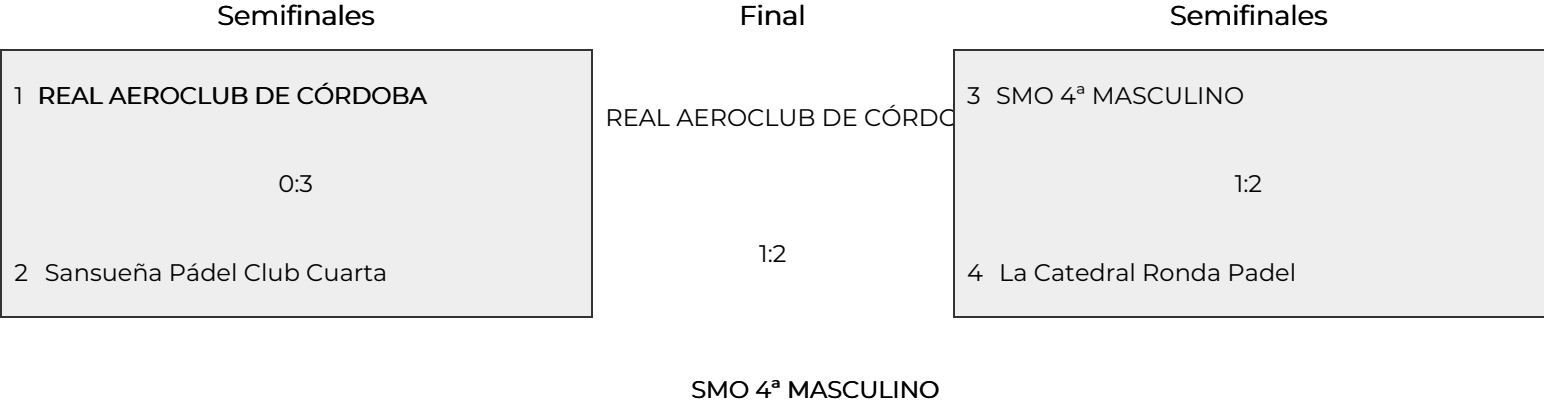 Semifinales
Final
Semifinales
1 REAL AEROCLUB DE CÓRDOBA
0:3
2 Sansueña Pádel Club Cuarta
REAL AEROCLUB DE CÓRDO
1:2
SMO 4ª MASCULINO
3 SMO 4ª MASCULINO
1:2
4 La Catedral Ronda Padel